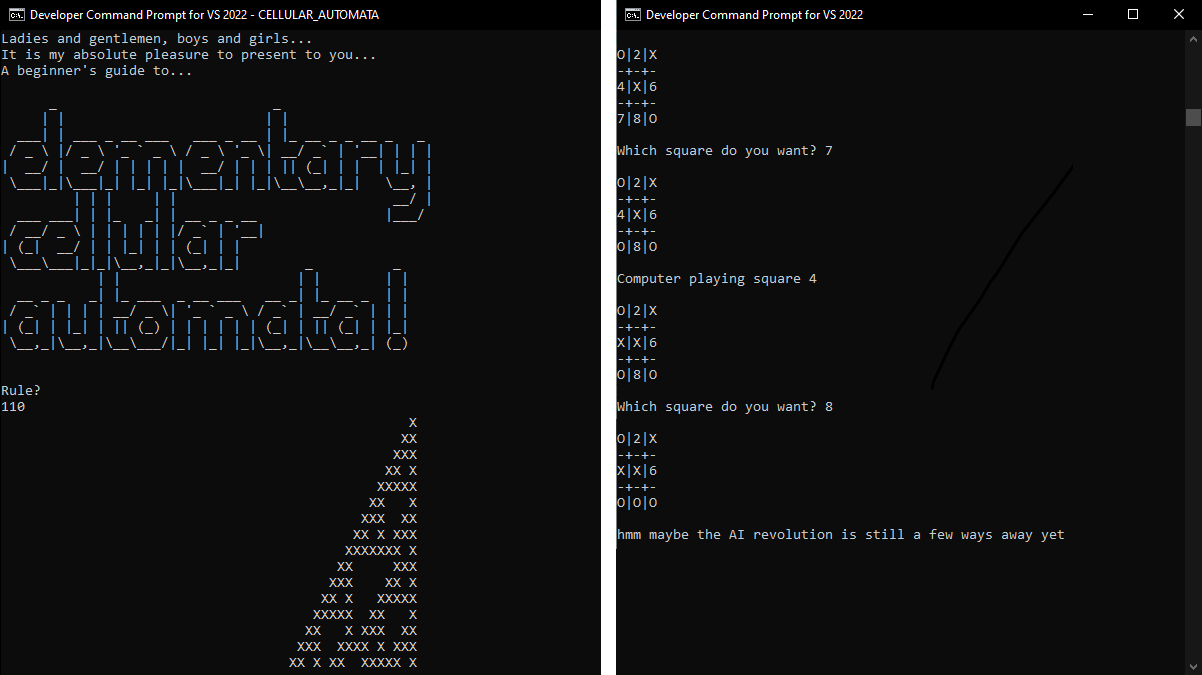 Developer Command Prompt for VS 2022 - CELLULAR_AUTOMATA
Ladies and gentlemen, boys and girls...
It is my absolute pleasure to present to you...
A beginner's guide to...
elementary
cellular
automata!
Rule?
110
X
XX
XXX
XX X
XXXXX
XX   X
XXX  XX
XX X XXX
XXXXXXX X
XX     XXX
XXX    XX X
XX X   XXXXX
XXXXX  XX   X
XX   X XXX  XX
XXX  XXXX X XXX
XX X XX  XXXXX X
Developer Command Prompt for VS 2022
O|2|X
-+-+-
4|X|6
-+-+-
7|8|O
Which square do you want? 7
O|2|X
-+-+-
4|X|6
-+-+-
O|8|O
Computer playing square 4
O|2|X
-+-+-
X|X|6
-+-+-
O|8|O
Which square do you want? 8
O|2|X
-+-+-
X|X|6
-+-+-
O|O|O
hmm maybe the AI revolution is still a few ways away yet